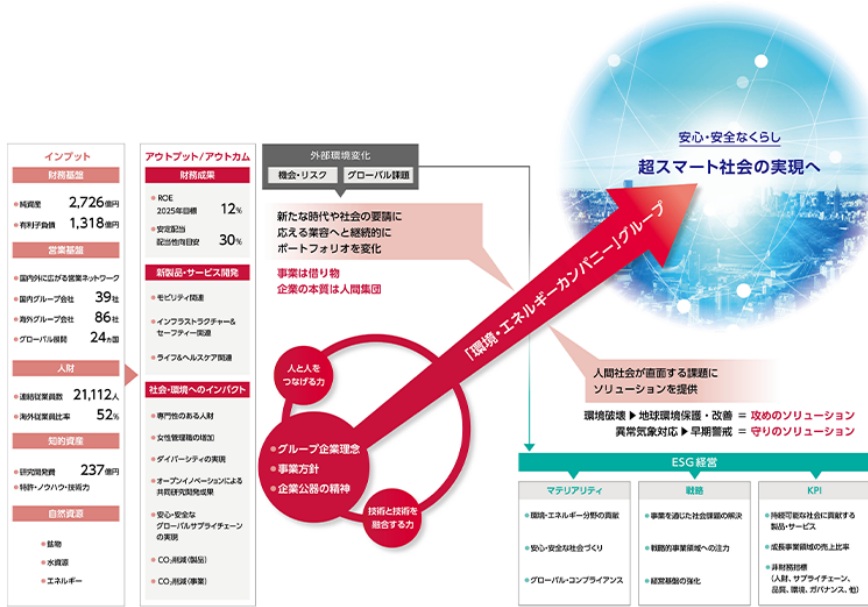 インプット
財務基盤
純資産 2,726億円
有利子負債 1,318億円
営業基盤
国内外に広がる営業ネットワーク
国内グループ会社 39社
海外グループ会社 86社
グローバル展開 24ヵ国
人財
連結従業員数 21,112人
海外従業員比率 52%
知的資産
研究開発費 237億円
特許・ノウハウ・技術力
自然資源
鉱物
水資源
エネルギー
アウトプット/アウトカム
財務成果
ROE
2025年目標 12%
安定配当
配当性向目安 30%
新製品・サービス開発
モビリティ関連
インフラストラクチャー&
セーフティー関連
ライフ&ヘルスケア関連
社会・環境へのインパクト
専門性のある人財
女性管理職の増加
ダイバーシティの実現
オープンイノベーションによる
共同研究開発成果
安心・安全な
グローバルサプライチェーン
の実現
CO₂削減(製品)
CO₂削減(事業)
外部環境変化
機会・リスク
グローバル課題
新たな時代や社会の要請に
応える業容へと継続的に
ポートフォリオを変化
事業は借り物
企業の本質は人間集団
人と人を
つなげる力
グループ企業理念
事業方針
企業公器の精神
技術と技術を
融合する力
「環境・エネルギーカンパニー」グループ
安心・安全なくらし
超スマート社会の実現へ
人間社会が直面する課題に
ソリューションを提供
環境破壊▶地球環境保護・改善 = 攻めのソリューション
異常気象対応▶早期警戒 = 守りのソリューション
ESG経営
マテリアリティ
環境・エネルギー分野の貢献
安心・安全な社会づくり
グローバル・コンプライアンス
戦略
事業を通じた社会課題の解決
戦略的事業領域への注力
経営基盤の強化
KPI
持続可能な社会に貢献する
製品・サービス
成長事業領域の売上比率
非財務指標
(人財、サプライチェーン、
品質、環境、ガバナンス、他)